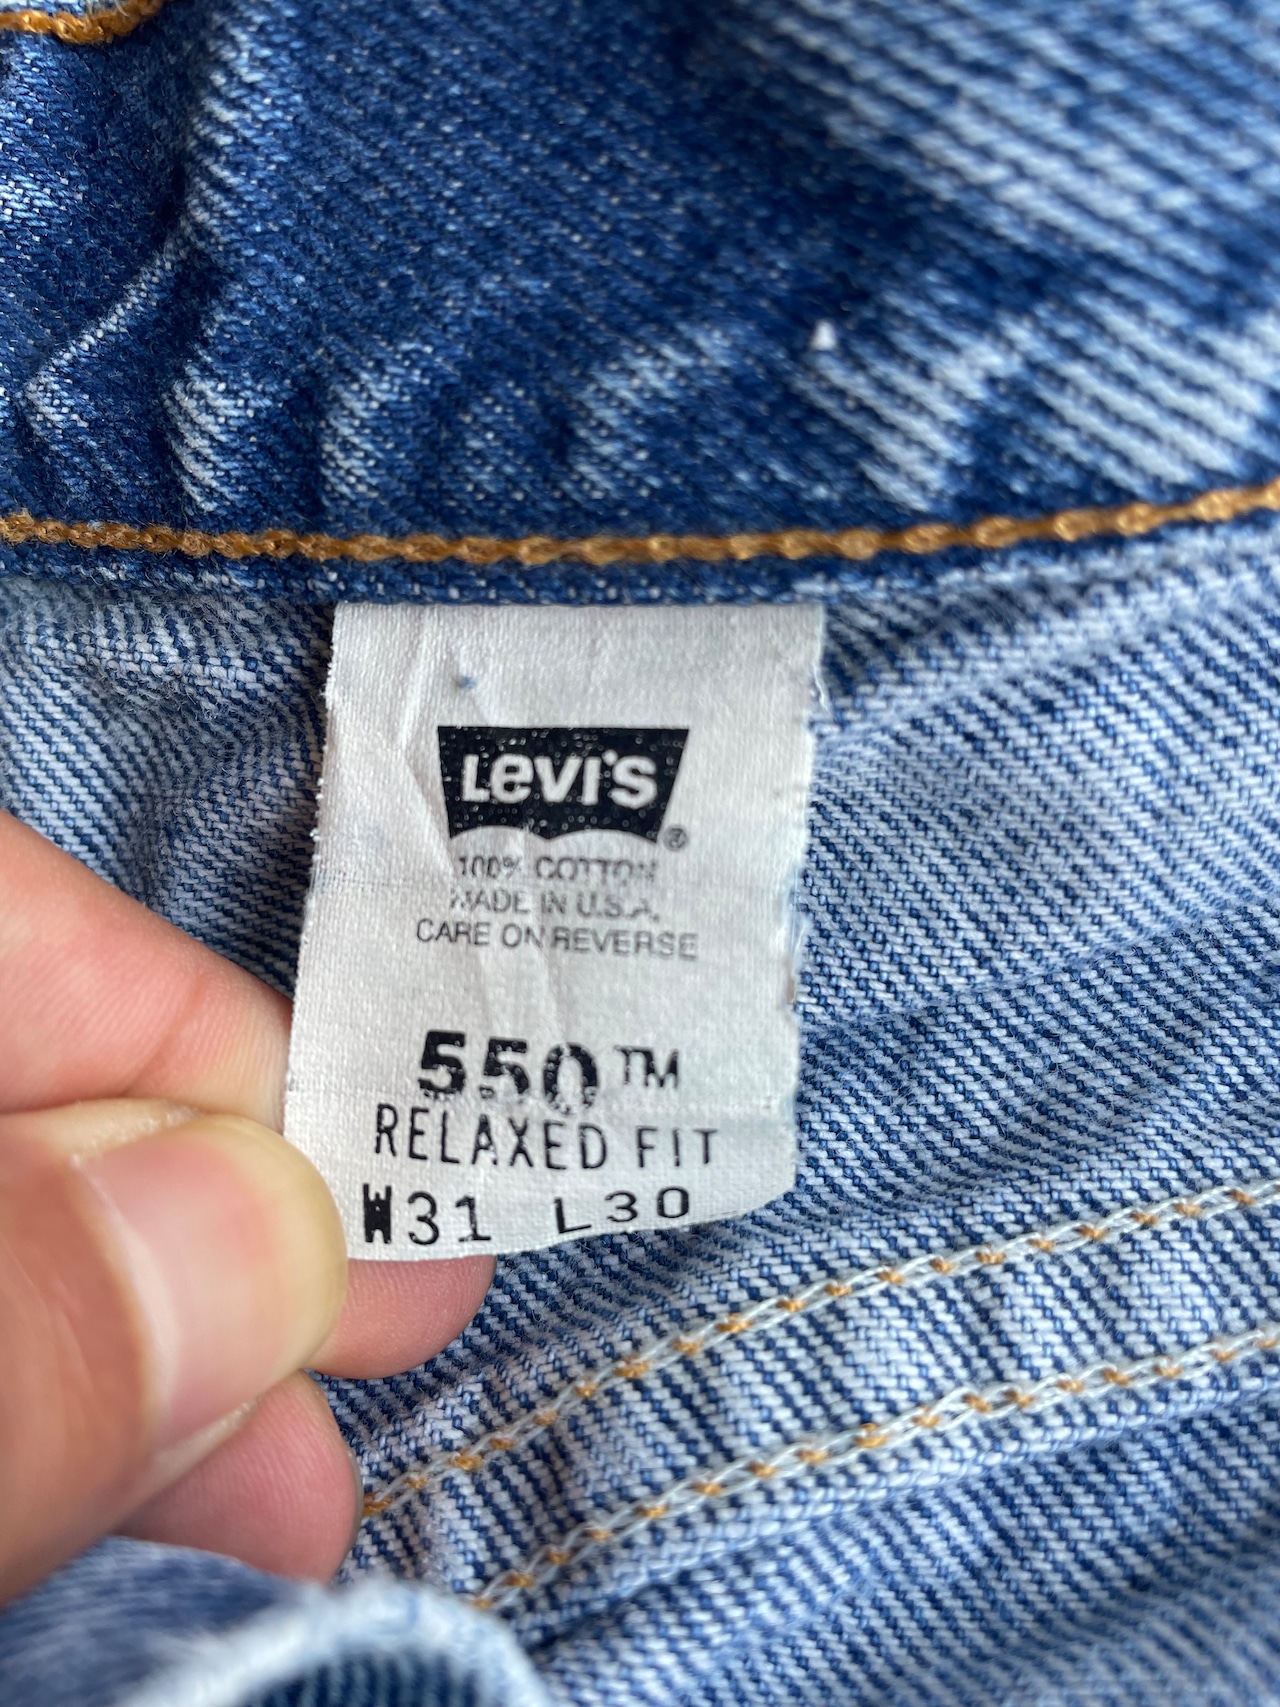 Levi's ®
100% COTTON
MADE IN U.S.A.
CARE ON REVERSE
550™
RELAXED FIT
W31 L30